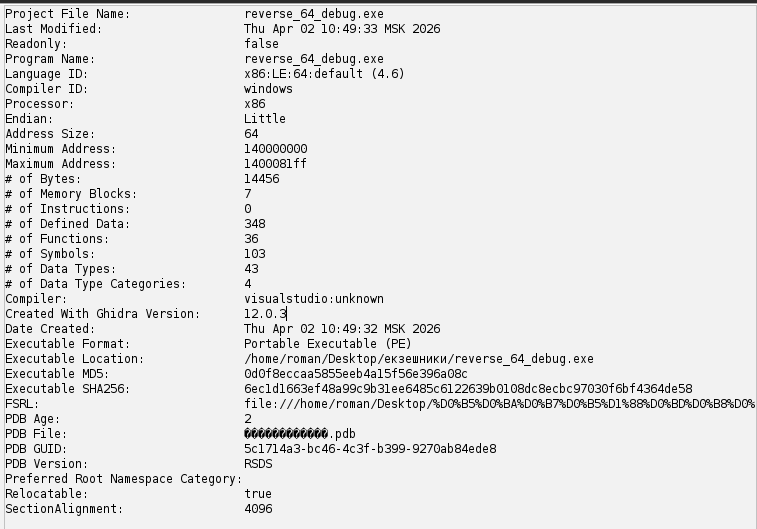 Project File Name: reverse_64_debug.exe
Last Modified: Thu Apr 02 10:49:33 MSK 2026
Readonly: false
Program Name: reverse_64_debug.exe
Language ID: x86:LE:64:default (4.6)
Compiler ID: windows
Processor: x86
Endian: Little
Address Size: 64
Minimum Address: 140000000
Maximum Address: 1400081ff
# of Bytes: 14456
# of Memory Blocks: 7
# of Instructions: 0
# of Defined Data: 348
# of Functions: 36
# of Symbols: 103
# of Data Types: 43
# of Data Type Categories: 4
Compiler: visualstudio:unknown
Created With Ghidra Version: 12.0.3
Date Created: Thu Apr 02 10:49:32 MSK 2026
Executable Format: Portable Executable (PE)
Executable Location: /home/roman/Desktop/екзешники/reverse_64_debug.exe
Executable MD5: 0d0f8eccaa5855eeb4a15f56e396a08c
Executable SHA256: 6ec1d1663ef48a99c9b31ee6485c6122639b0108dc8ecbc97030f6bf4364de58
FSRL: file:///home/roman/Desktop/%D0%B5%D0%BA%D0%B7%D0%B5%D1%88%D0%BD%D0%B8%D0%
PDB Age: 2
PDB File: ��������������.pdb
PDB GUID: 5c1714a3-bc46-4c3f-b399-9270ab84ede8
PDB Version: RSDS
Preferred Root Namespace Category:
Relocatable: true
SectionAlignment: 4096